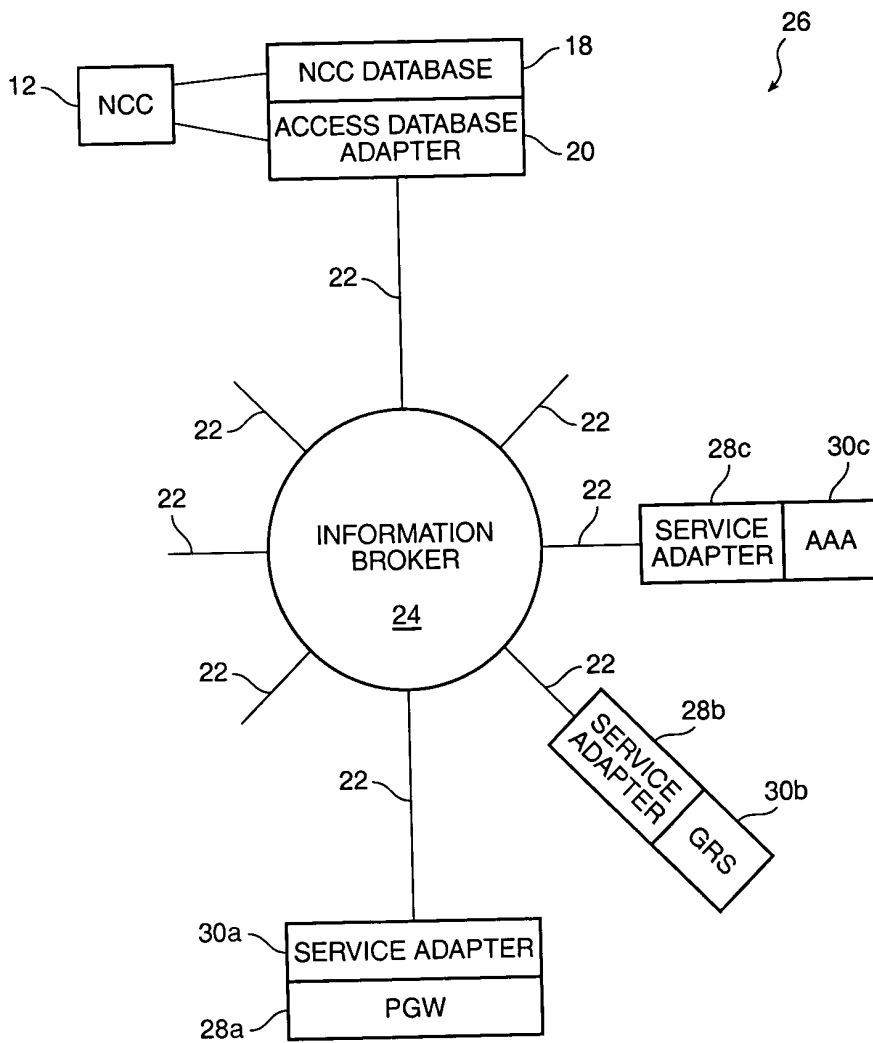 26
18
12
NCC
NCC DATABASE
ACCESS DATABASE
ADAPTER
20
22
22
22
22
28c
30c
22
SERVICE
ADAPTER
AAA
INFORMATION
BROKER
24
22
22
28b
SERVICE
ADAPTER
30b
GRS
22
30a
SERVICE ADAPTER
PGW
28a